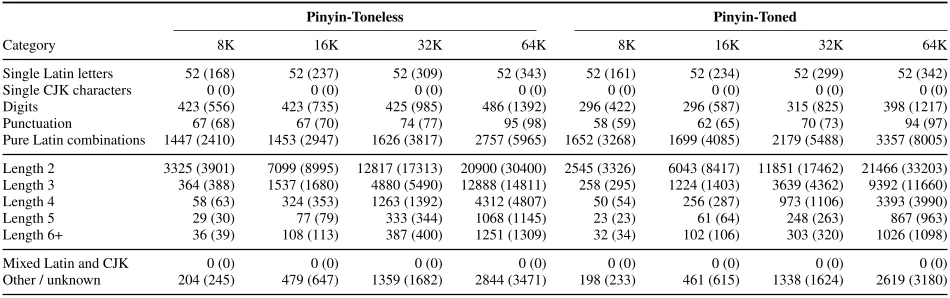 Pinyin-Toneless Pinyin-Toned
Category 8K 16K 32K 64K 8K 16K 32K 64K
Single Latin letters 52 (168) 52 (237) 52 (309) 52 (343) 52 (161) 52 (234) 52 (299) 52 (342)
Single CJK characters 0 (0) 0 (0) 0 (0) 0 (0) 0 (0) 0 (0) 0 (0) 0 (0)
Digits 423 (556) 423 (735) 425 (985) 486 (1392) 296 (422) 296 (587) 315 (825) 398 (1217)
Punctuation 67 (68) 67 (70) 74 (77) 95 (98) 58 (59) 62 (65) 70 (73) 94 (97)
Pure Latin combinations 1447 (2410) 1453 (2947) 1626 (3817) 2757 (5965) 1652 (3268) 1699 (4085) 2179 (5488) 3357 (8005)
Length 2 3325 (3901) 7099 (8995) 12817 (17313) 20900 (30400) 2545 (3326) 6043 (8417) 11851 (17462) 21466 (33203)
Length 3 364 (388) 1537 (1680) 4880 (5490) 12888 (14811) 258 (295) 1224 (1403) 3639 (4362) 9392 (11660)
Length 4 58 (63) 324 (353) 1263 (1392) 4312 (4807) 50 (54) 256 (287) 973 (1106) 3393 (3990)
Length 5 29 (30) 77 (79) 333 (344) 1068 (1145) 23 (23) 61 (64) 248 (263) 867 (963)
Length 6+ 36 (39) 108 (113) 387 (400) 1251 (1309) 32 (34) 102 (106) 303 (320) 1026 (1098)
Mixed Latin and CJK 0 (0) 0 (0) 0 (0) 0 (0) 0 (0) 0 (0) 0 (0) 0 (0)
Other / unknown 204 (245) 479 (647) 1359 (1682) 2844 (3471) 198 (233) 461 (615) 1338 (1624) 2619 (3180)